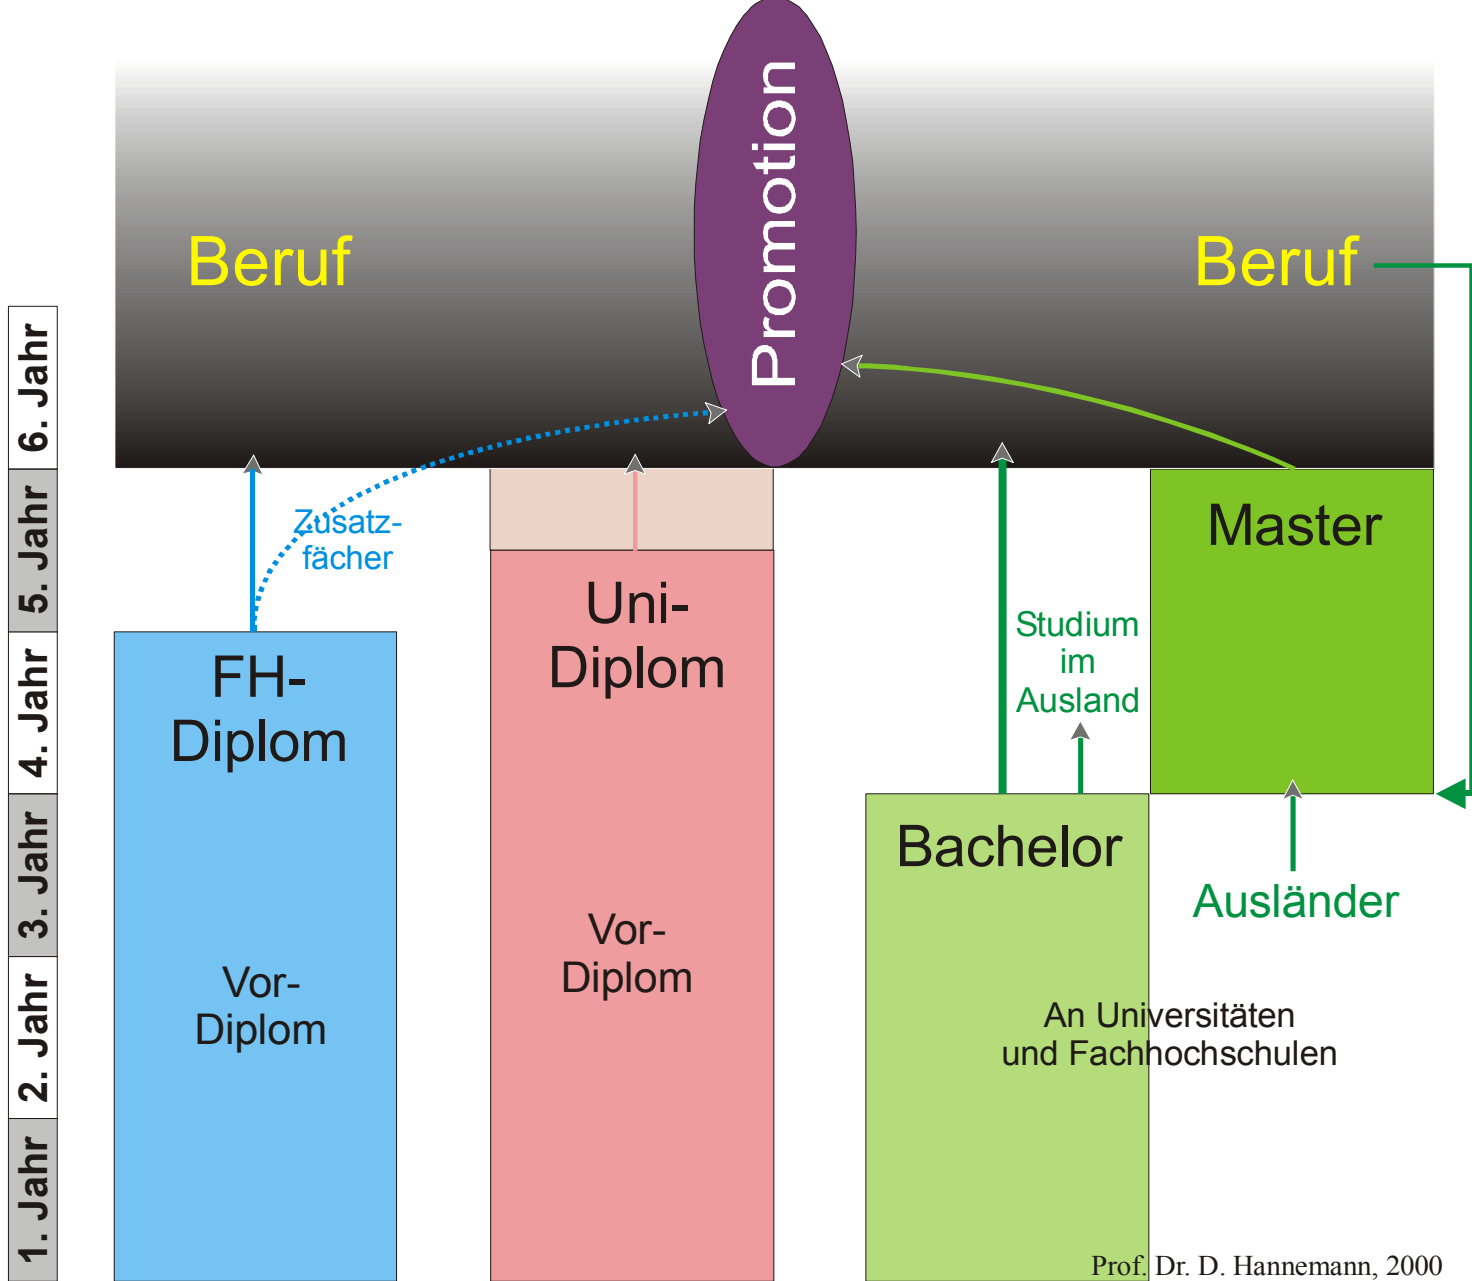 Promotion
Beruf
Beruf
6. Jahr
5. Jahr
4. Jahr
3. Jahr
2. Jahr
1. Jahr
Zusatz-
fächer
FH-
Diplom
Vor-
Diplom
Uni-
Diplom
Vor-
Diplom
Studium
im
Ausland
Master
Bachelor
Ausländer
An Universitäten
und Fachhochschulen
Prof. Dr. D. Hannemann, 2000